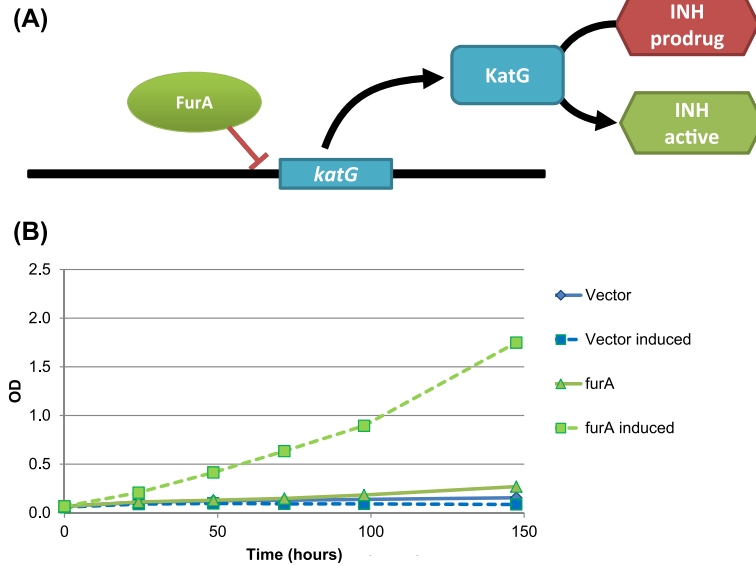 (A)
INH
prodrug
KatG
FurA
INH
active
katG
(B)
2.5
2.0
1.5
1.0
0.5
0.0
OD
0
50
100
150
Time (hours)
Vector
Vector induced
furA
furA induced